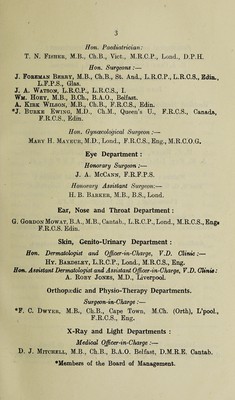 3
Hon. Poediatrician:
T. N. Fisher, M.B., Ch.B., Vict., M.R.C.P., Lond., D.P.H.
Hon. Surgeons :—
J. Foreman Berry, M.B., Ch.B., St. And., L.R.C.P., L.R.C.S., Edin., L.F.P.S., Glas.
J. A. Watson, L.R.C.P., L.R.C.S., I.
Wm. Hoey, M.B., B.Ch., B.A.O., Belfast.
A. Kirk Wilson, M.B., Ch.B., F.R.C.S., Edin.
*J. Burke Ewing, M.D., Ch.M., Queen's U., F.R.C.S., Canada, F.R.C.S., Edin.
Hon. Gynæcological Surgeon :—
Mary H. Mayeur, M.D., Lond., F.R.C.S., Eng., M.R.C.O.G.
Eye Department :
Honorary Surgeon :—
J. A. McCann, F.R.F.P.S.
Honorary Assistant Surgeon:—
H. B. Barker, M.B., B.S., Lond.
Ear, Nose and Throat Department :
G. Gordon Mowat, B.A., M.B., Cantab., L.R.C.P., Lond., M.R.C.S., Eng., F.R.C.S. Edin.
Skin, Genito-Urinary Department :
Hon. Dermatologist and Officer-in-Charge, V.D. Clinic :—
Hy. Bardsley, L.R.C.P., Lond., M.R.C.S., Eng.
Hon. Assistant Dermatologist and Assistant Officer-in-Charge, V.D. Clinic :
A. Rory Jones, M.D., Liverpool.
Orthopædic and Physio-Therapy Departments.
Surgeon-in-Charge :—
*F. C. Dwyer, M.B., Ch.B., Cape Town, M.Ch. (Orth), L'pool., F.R.C.S., Eng.
X-Ray and Light Departments :
Medical Officer-in-Charge :—
D. J. Mitchell, M.B., Ch.B., B.A.O. Belfast, D.M.R.E. Cantab.
*Members of the Board of Management.